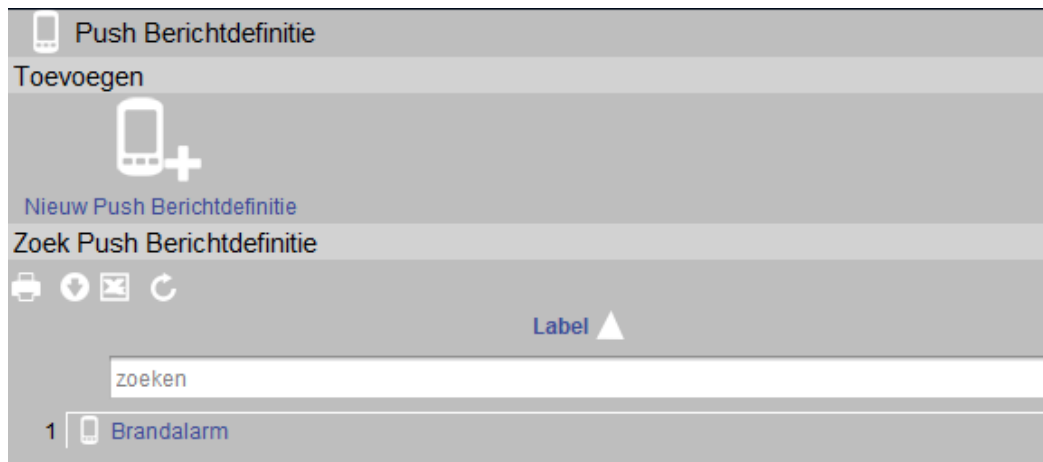 Push Berichtdefinitie
Toevoegen
Nieuw Push Berichtdefinitie
Zoek Push Berichtdefinitie
Label
zoeken
1 Brandalarm